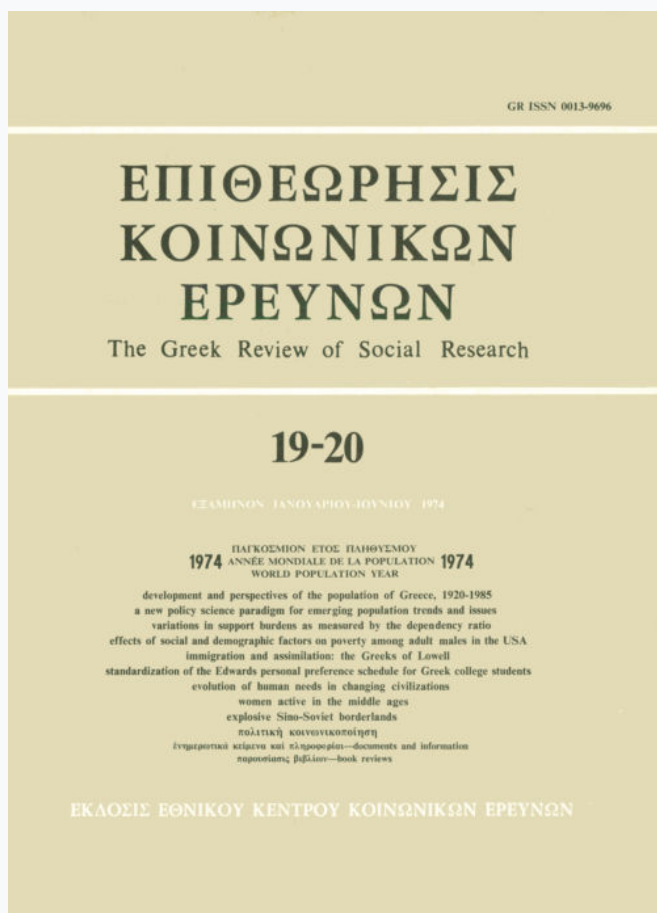 GR ISSN 0013-9696
ΕΠΙΘΕΩΡΗΣΙΣ
ΚΟΙΝΩΝΙΚΩΝ
ΕΡΕΥΝΩΝ
The Greek Review of Social Research
19-20
ΕΞΑΜΗΝΟΝ ΙΑΝΟΥΑΡΙΟΥ-ΙΟΥΝΙΟΥ 1974
ΠΑΓΚΟΣΜΙΟΝ ΕΤΟΣ ΠΛΗΘΥΣΜΟΥ
1974 ANNÉE MONDIALE DE LA POPULATION 1974
WORLD POPULATION YEAR
development and perspectives of the population of Greece, 1920-1985
a new policy science paradigm for emerging population trends and issues
variations in support burdens as measured by the dependency ratio
effects of social and demographic factors on poverty among adult males in the USA
immigration and assimilation: the Greeks of Lowell
standardization of the Edwards personal preference schedule for Greek college students
evolution of human needs in changing civilizations
women active in the middle ages
explosive Sino-Soviet borderlands
πολιτικὴ κοινωνικοποίηση
ἐνημερωτικὰ κείμενα καὶ πληροφορίαι—documents and information
παρουσίασις βιβλίων—book reviews
ΕΚΔΟΣΙΣ ΕΘΝΙΚΟΥ ΚΕΝΤΡΟΥ ΚΟΙΝΩΝΙΚΩΝ ΕΡΕΥΝΩΝ